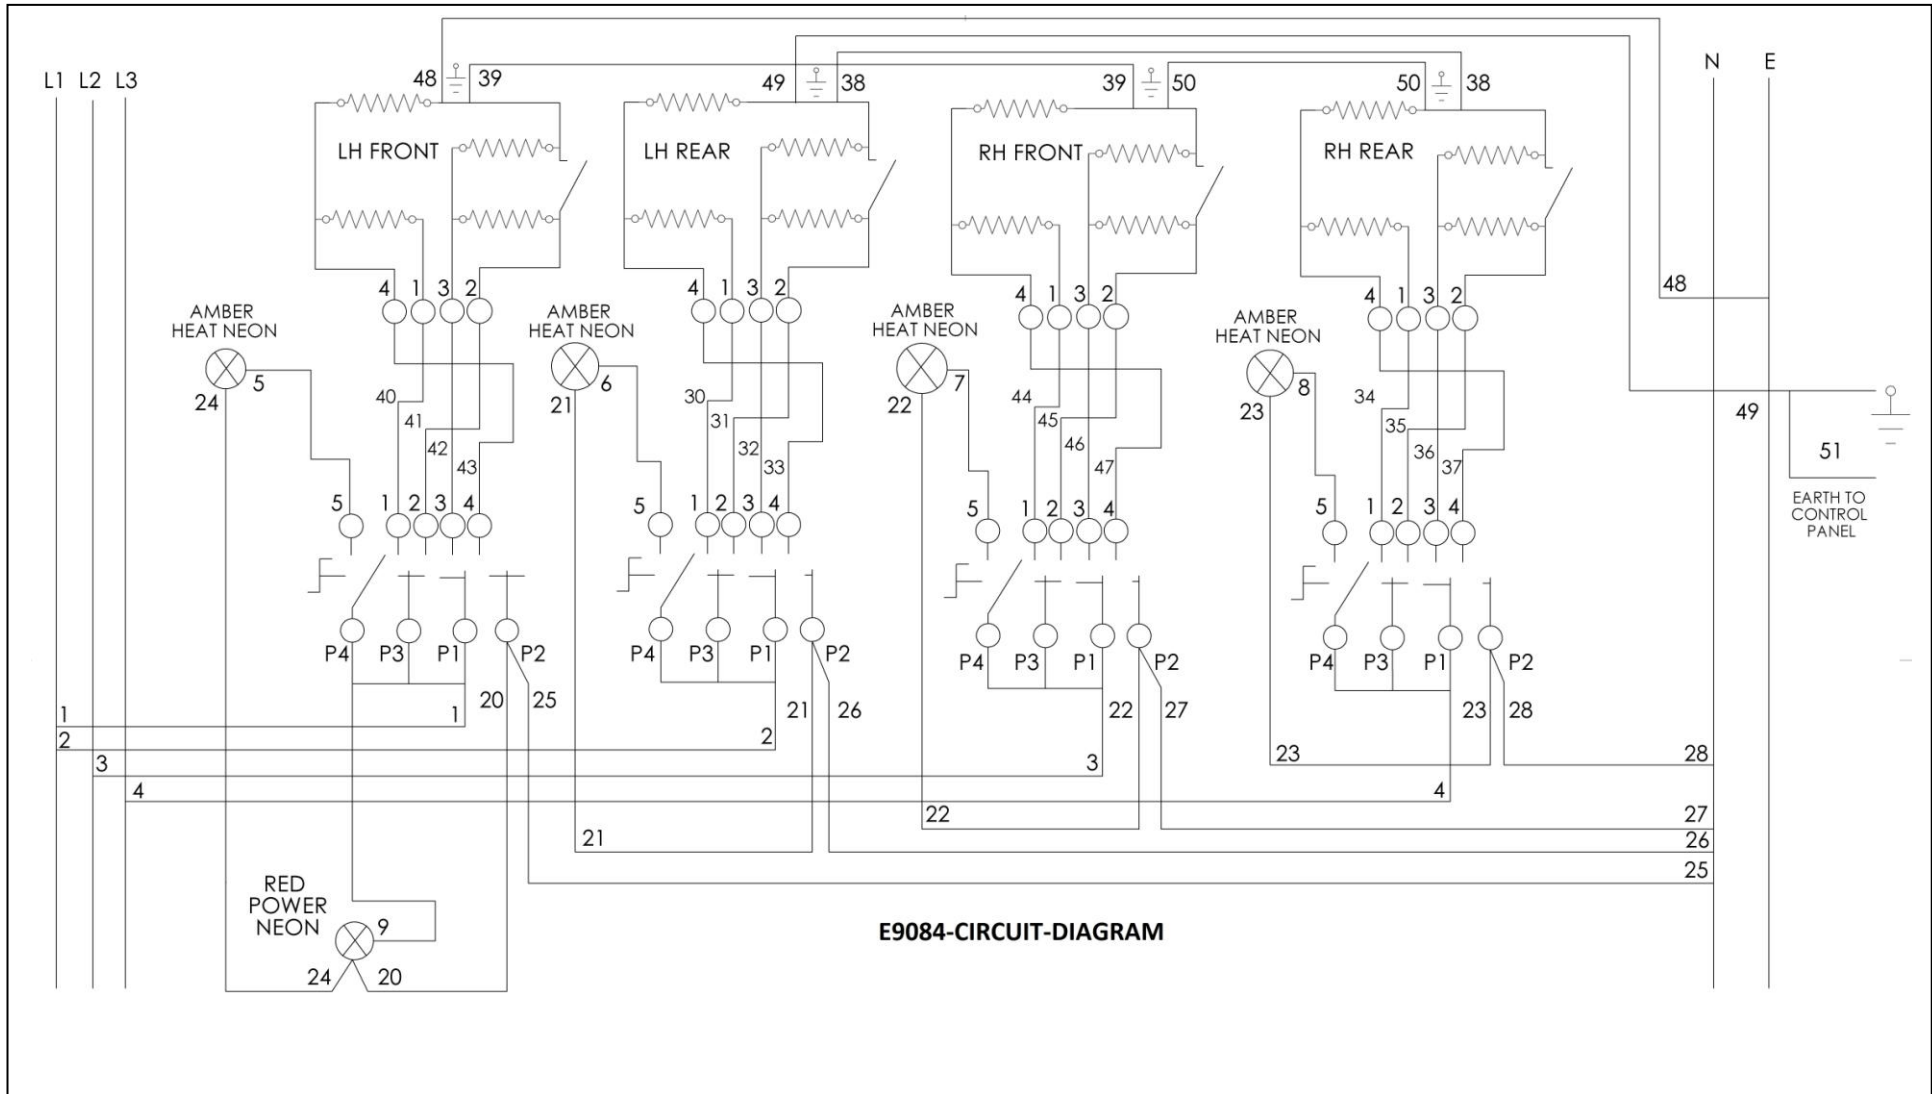 L1 L2 L3
N E
48 39
49 38
39 50
50 38
LH FRONT
LH REAR
RH FRONT
RH REAR
4 1 3 2
4 1 3 2
4 1 3 2
4 1 3 2
48
AMBER
HEAT NEON
AMBER
HEAT NEON
AMBER
HEAT NEON
AMBER
HEAT NEON
5
24
6
21
7
22
8
23
40
41
42
43
30
31
32
33
44
45
46
47
34
35
36
37
49
51
EARTH TO
CONTROL
PANEL
5 1 2 3 4
5 1 2 3 4
5 1 2 3 4
5 1 2 3 4
P4 P3 P1 P2
P4 P3 P1 P2
P4 P3 P1 P2
P4 P3 P1 P2
20 25
21 26
22 27
23 28
1 1
2 2
3 3
4 4
23 28
22 27
21 26
25
RED
POWER
NEON
9
24 20
E9084-CIRCUIT-DIAGRAM